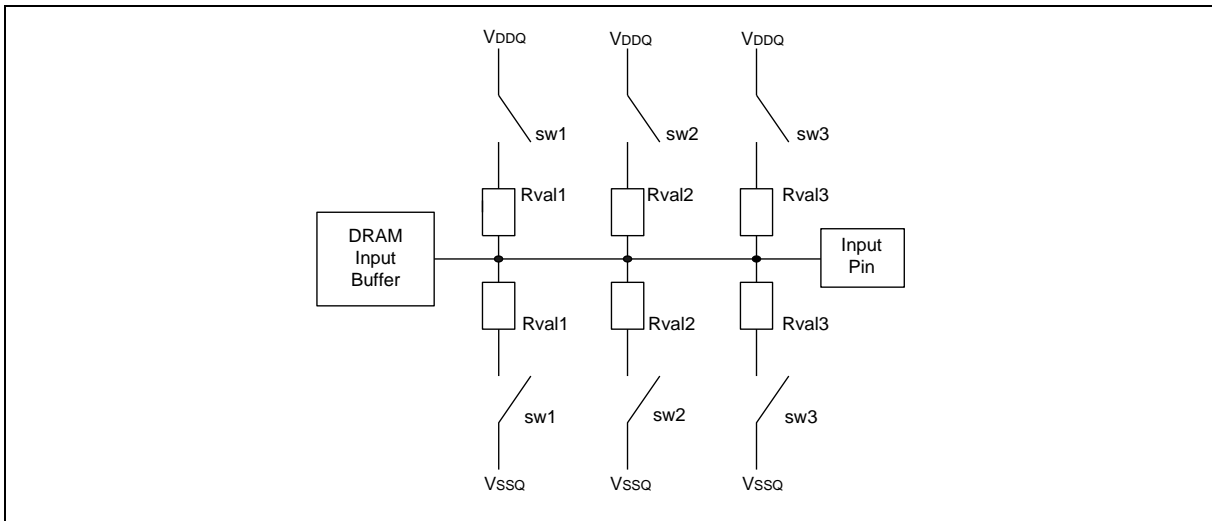 VDDQ VDDQ VDDQ
sw1 sw2 sw3
Rval1 Rval2 Rval3
DRAM
Input
Buffer
Input
Pin
Rval1 Rval2 Rval3
sw1 sw2 sw3
VSSQ VSSQ VSSQ